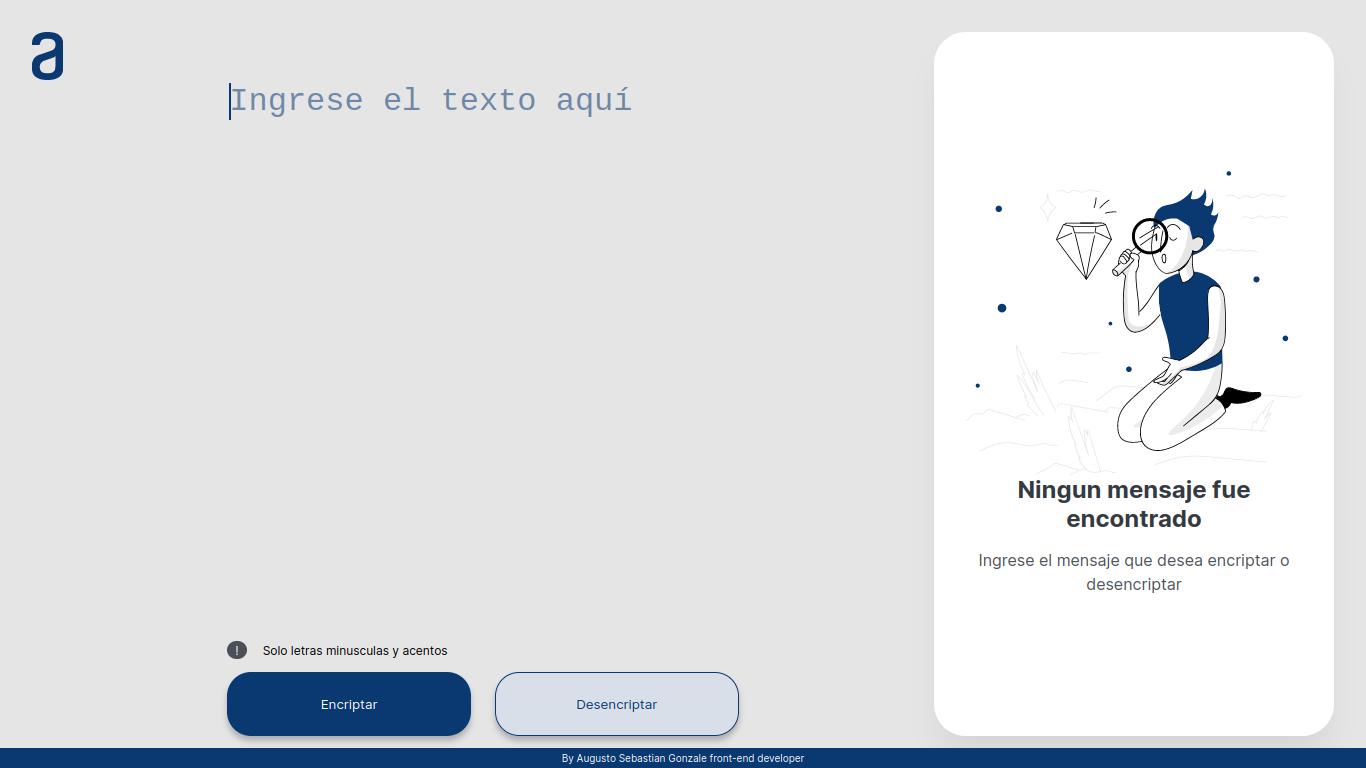 a
Ingrese el texto aquí
Ningun mensaje fue
encontrado
Ingrese el mensaje que desea encriptar o
desencriptar
! Solo letras minusculas y acentos
Encriptar
Desencriptar
By Augusto Sebastian Gonzale front-end developer